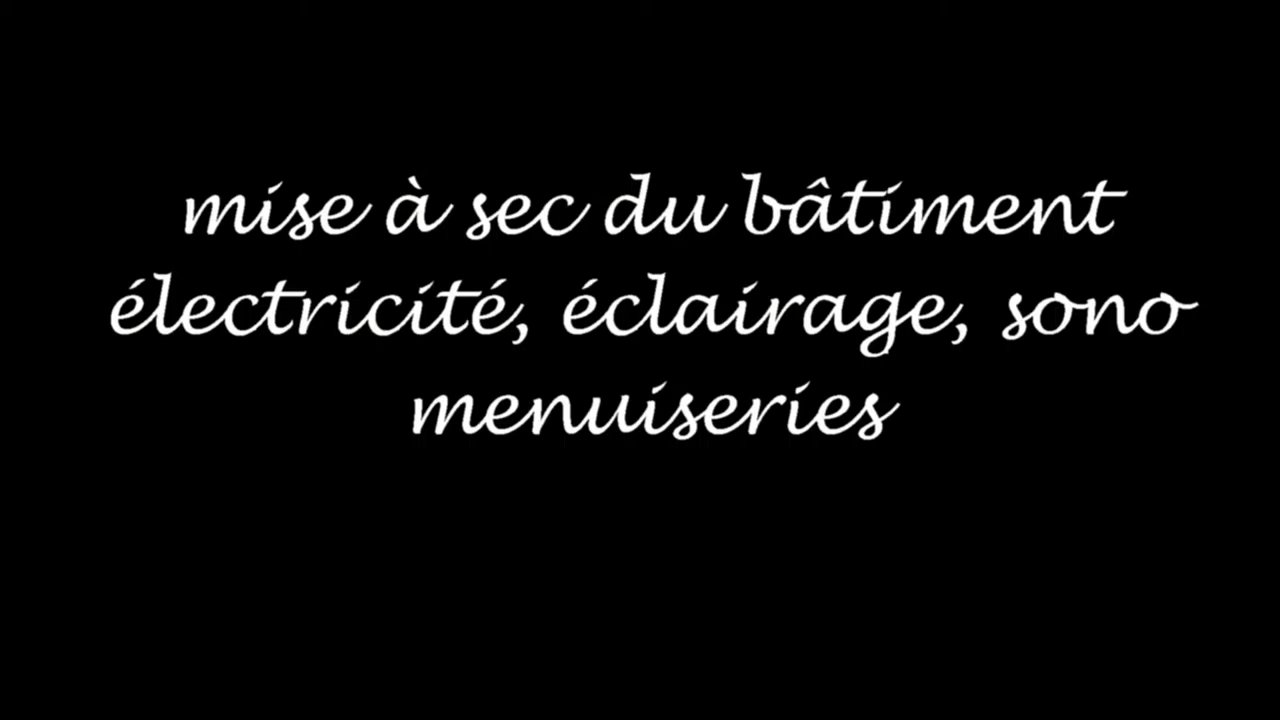 mise à sec du bâtiment
électricité, éclairage, sono
menuiseries